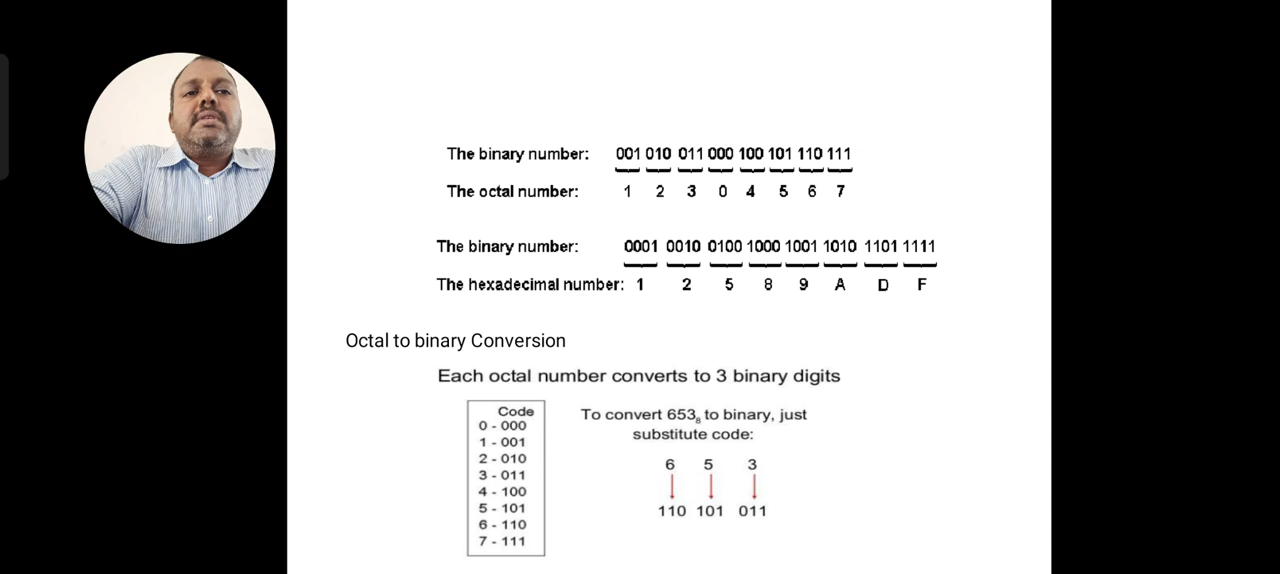 The binary number: 001 010 011 000 100 101 110 111
The octal number: 1 2 3 0 4 5 6 7
The binary number: 0001 0010 0100 1000 1001 1010 1101 1111
The hexadecimal number: 1 2 5 8 9 A D F
Octal to binary Conversion
Each octal number converts to 3 binary digits
Code
0 - 000
1 - 001
2 - 010
3 - 011
4 - 100
5 - 101
6 - 110
7 - 111
To convert 653₈ to binary, just
substitute code:
6 5 3
110 101 011